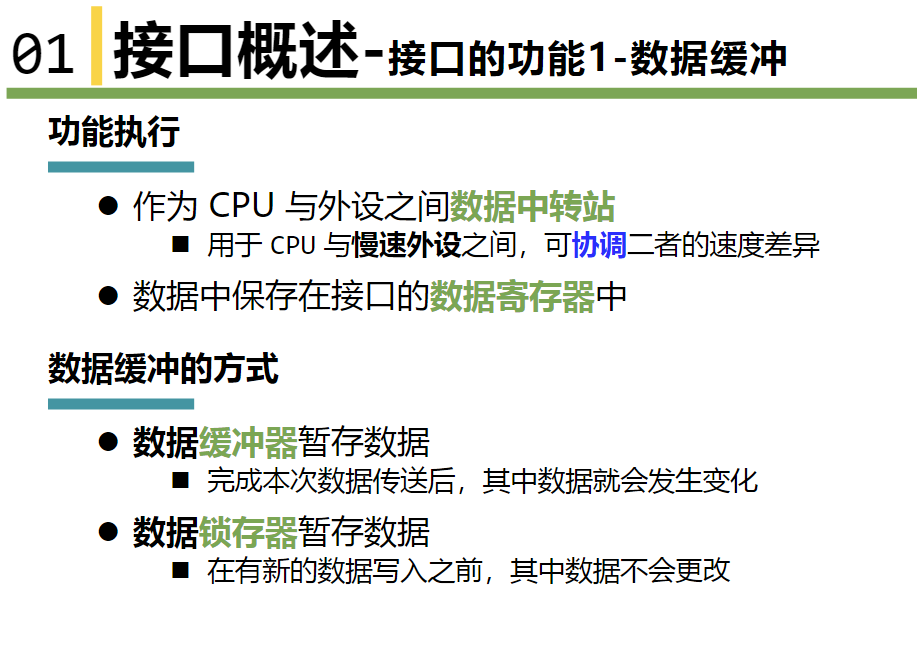 01 接口概述-接口的功能1-数据缓冲
功能执行
● 作为 CPU 与外设之间数据中转站
■ 用于 CPU 与慢速外设之间，可协调二者的速度差异
● 数据中保存在接口的数据寄存器中
数据缓冲的方式
● 数据缓冲器暂存数据
■ 完成本次数据传送后，其中数据就会发生变化
● 数据锁存器暂存数据
■ 在有新的数据写入之前，其中数据不会更改